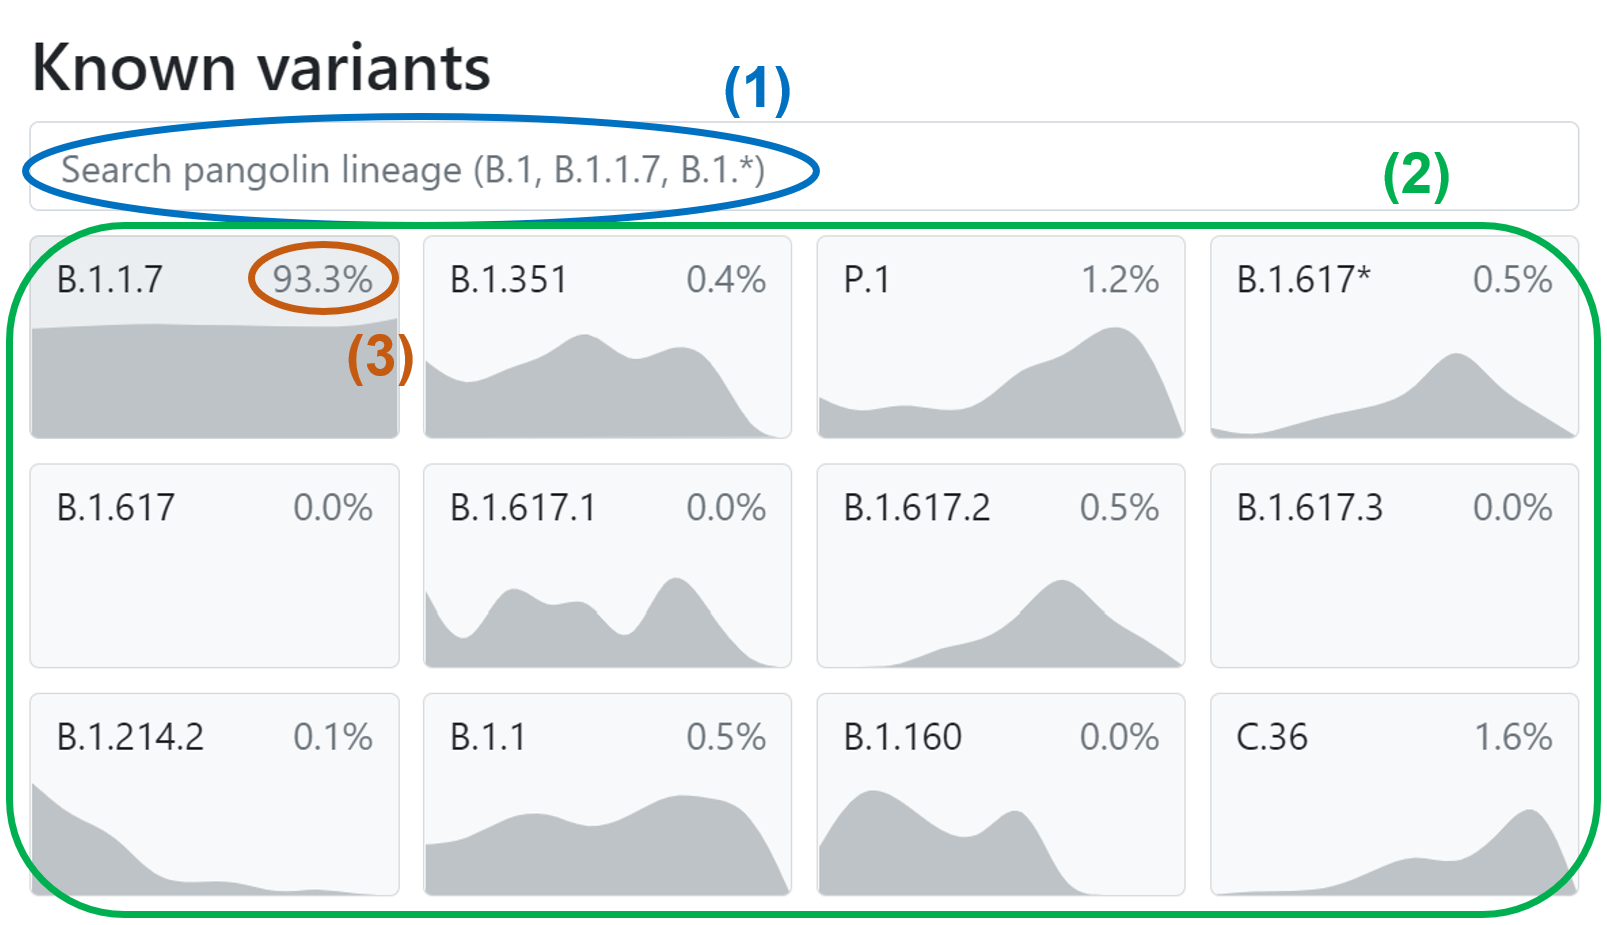 Known variants
(1)
Search pangolin lineage (B.1, B.1.1.7, B.1.*)
(2)
B.1.1.7 93.3%
(3)
B.1.351 0.4%
P.1 1.2%
B.1.617* 0.5%
B.1.617 0.0%
B.1.617.1 0.0%
B.1.617.2 0.5%
B.1.617.3 0.0%
B.1.214.2 0.1%
B.1.1 0.5%
B.1.160 0.0%
C.36 1.6%